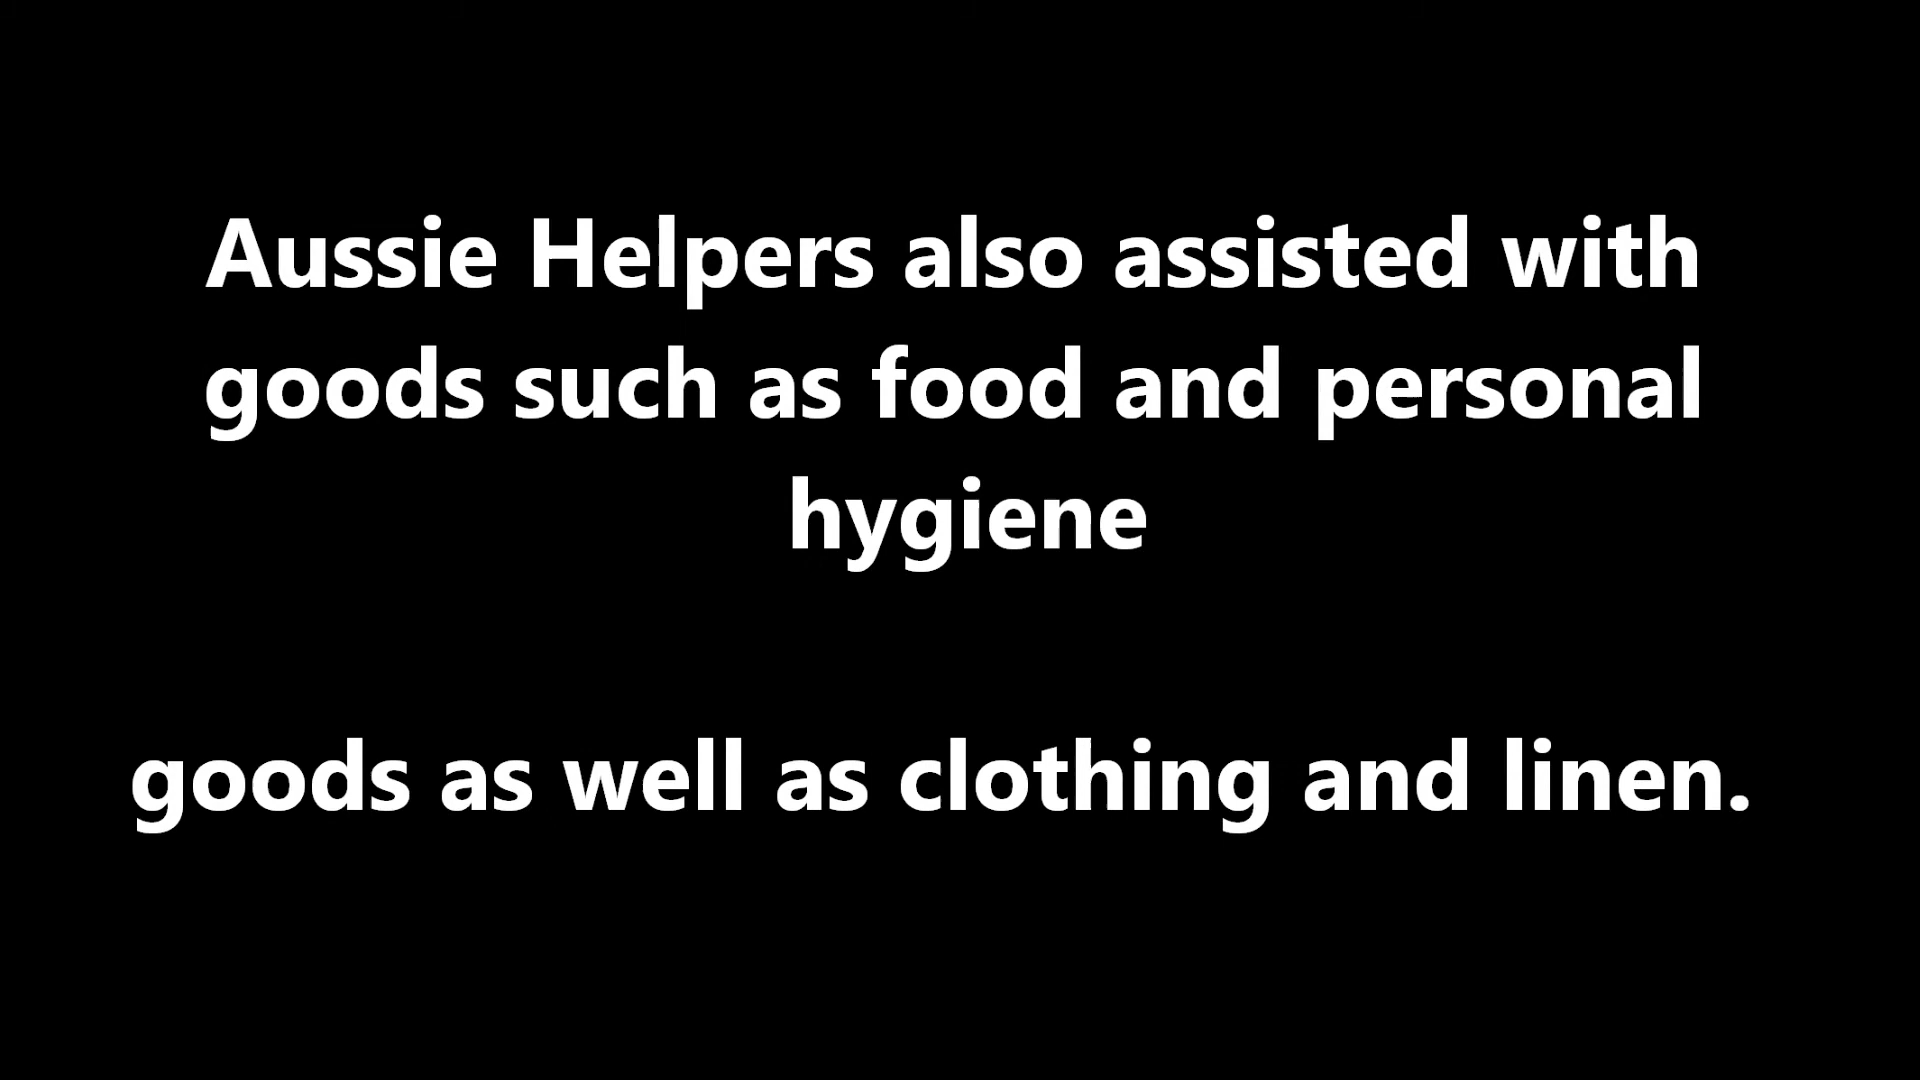 Aussie Helpers also assisted with
goods such as food and personal
hygiene
goods as well as clothing and linen.